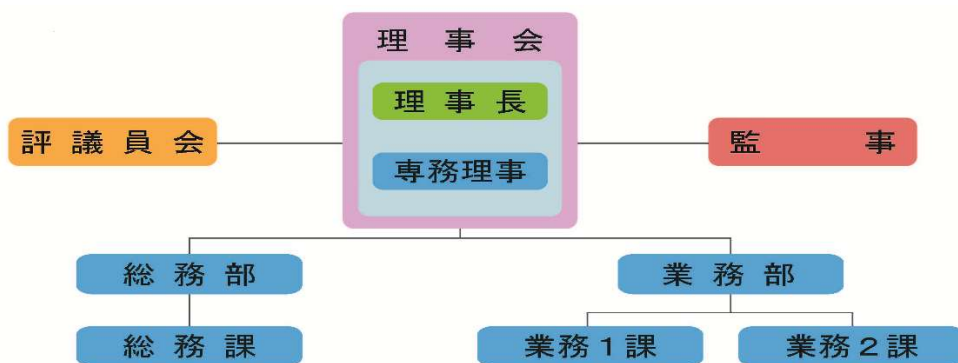 理事会
理事長
評議員会
監事
専務理事
総務部
業務部
総務課
業務1課
業務2課